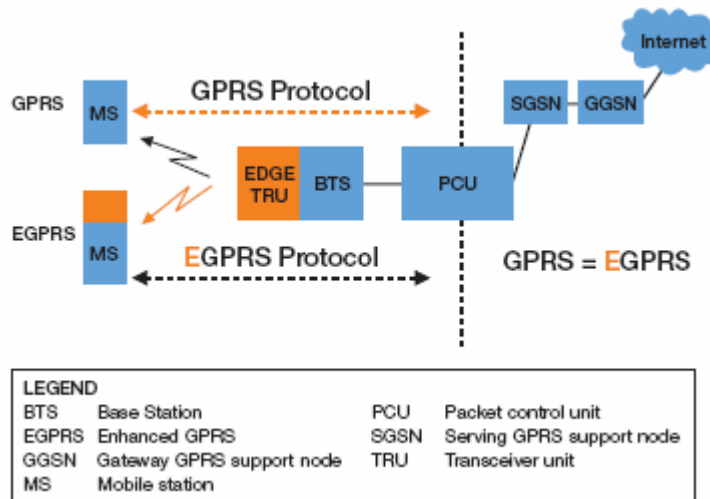 Internet
GPRS
MS
GPRS Protocol
SGSN
GGSN
EDGE
TRU
BTS
PCU
EGPRS
MS
EGPRS Protocol
GPRS = EGPRS
LEGEND
BTS Base Station
PCU Packet control unit
EGPRS Enhanced GPRS
SGSN Serving GPRS support node
GGSN Gateway GPRS support node
TRU Transceiver unit
MS Mobile station